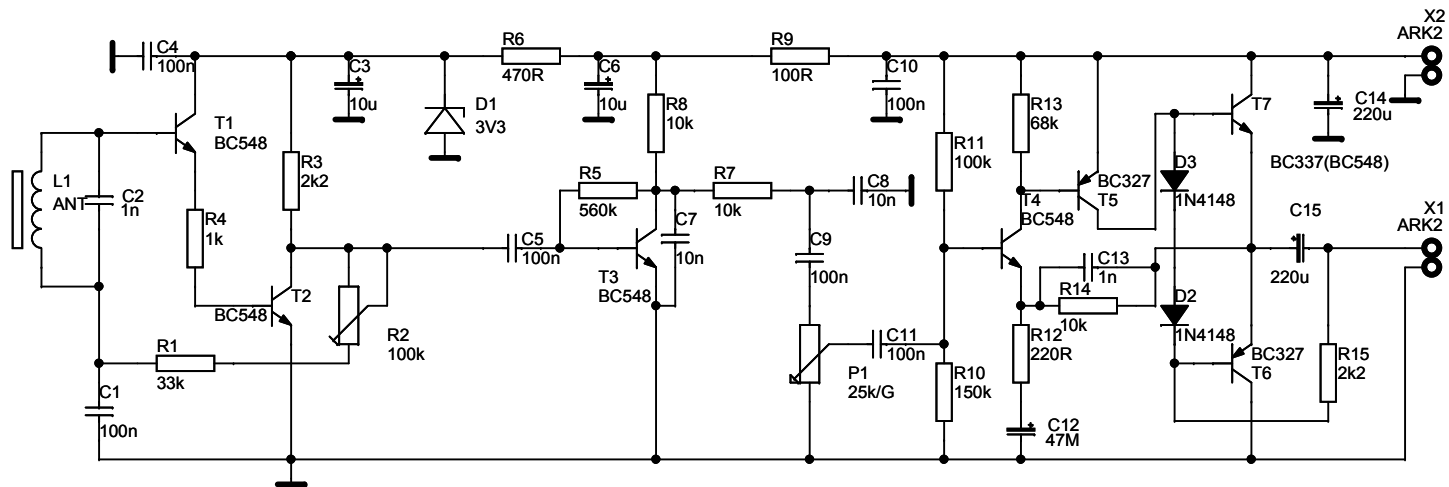 X2
ARK2
C4
100n
R6
470R
R9
100R
C3
10u
C6
10u
C10
100n
D1
3V3
R8
10k
R13
68k
C14
220u
T7
BC337(BC548)
T1
BC548
R3
2k2
R11
100k
L1
ANT
C2
1n
R4
1k
R5
560k
R7
10k
C8
10n
C7
10n
D3
1N4148
BC327
T5
T4
BC548
C15
220u
X1
ARK2
C5
100n
T3
BC548
C9
100n
C13
1n
R14
10k
T2
BC548
R2
100k
D2
1N4148
R12
220R
C11
100n
R1
33k
P1
25k/G
R10
150k
BC327
T6
R15
2k2
C1
100n
C12
47M